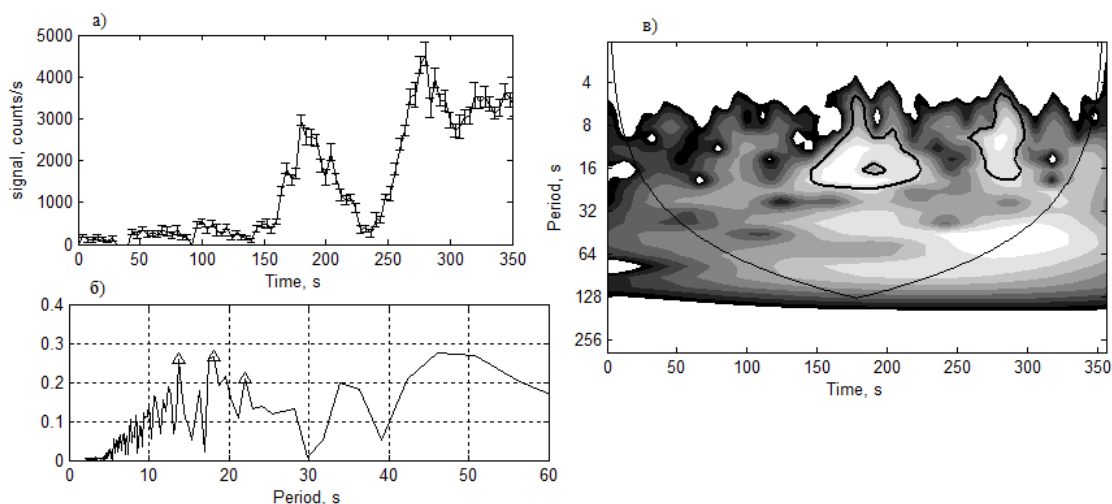 а)
signal, counts/s
5000
4000
3000
2000
1000
0
0 50 100 150 200 250 300 350
Time, s
б)
0.4
0.3
0.2
0.1
0
0 10 20 30 40 50 60
Period, s
в)
Period, s
4
8
16
32
64
128
256
0 50 100 150 200 250 300 350
Time, s